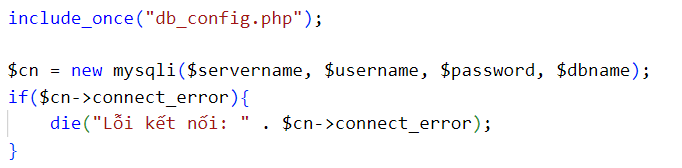 include_once("db_config.php");
$cn = new mysqli($servername, $username, $password, $dbname);
if($cn->connect_error){
die("Lỗi kết nối: " . $cn->connect_error);
}